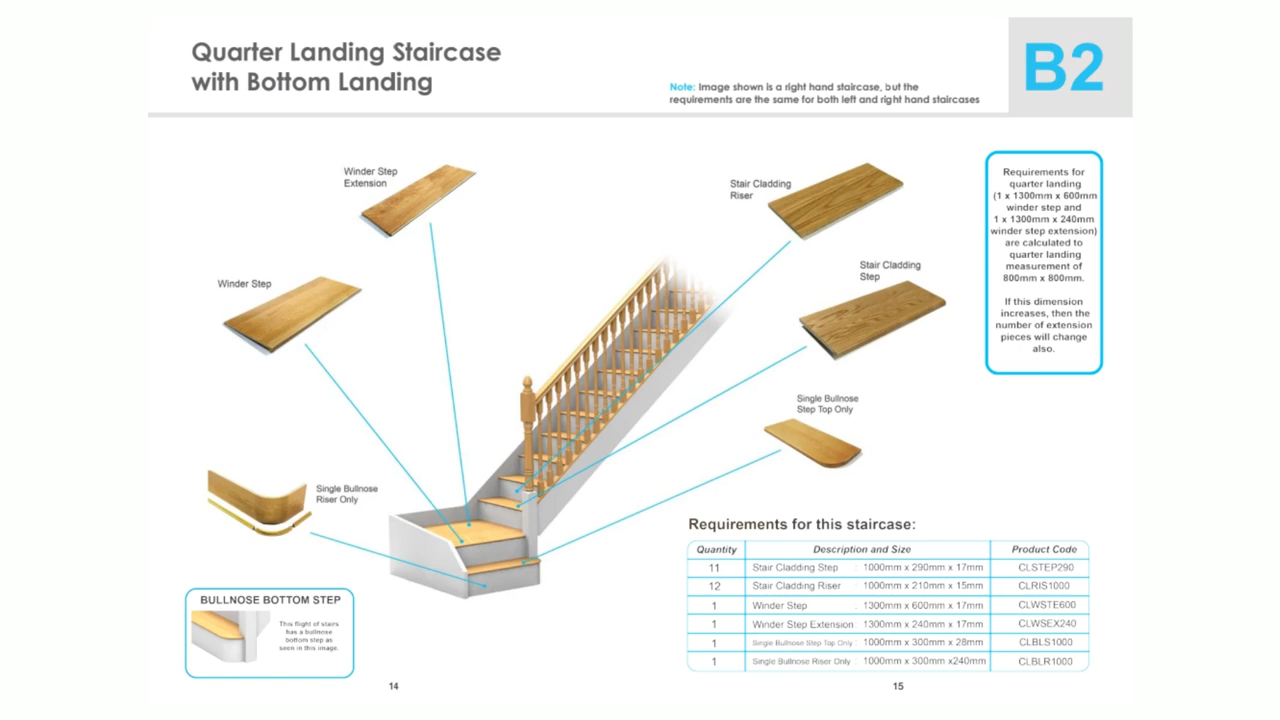 Quarter Landing Staircase
with Bottom Landing
Note: Image shown is a right hand staircase, but the
requirements are the same for both left and right hand staircases
B2
Winder Step
Extension
Stair Cladding
Riser
Requirements for
quarter landing
(1 x 1300mm x 600mm
winder step and
1 x 1300mm x 240mm
winder step extension)
are calculated to
quarter landing
measurement of
800mm x 800mm.
If this dimension
increases, then the
number of extension
pieces will change
also.
Winder Step
Stair Cladding
Step
Single Bullnose
Step Top Only
Single Bullnose
Riser Only
BULLNOSE BOTTOM STEP
This flight of stairs
has a bullnose
bottom step as
seen in this image.
Requirements for this staircase:
Quantity Description and Size Product Code
11 Stair Cladding Step : 1000mm x 290mm x 17mm CLSTEP290
12 Stair Cladding Riser : 1000mm x 210mm x 15mm CLRIS1000
1 Winder Step : 1300mm x 600mm x 17mm CLWSTE600
1 Winder Step Extension : 1300mm x 240mm x 17mm CLWSEX240
1 Single Bullnose Step Top Only : 1000mm x 300mm x 28mm CLBLS1000
1 Single Bullnose Riser Only : 1000mm x 300mm x240mm CLBLR1000
14
15